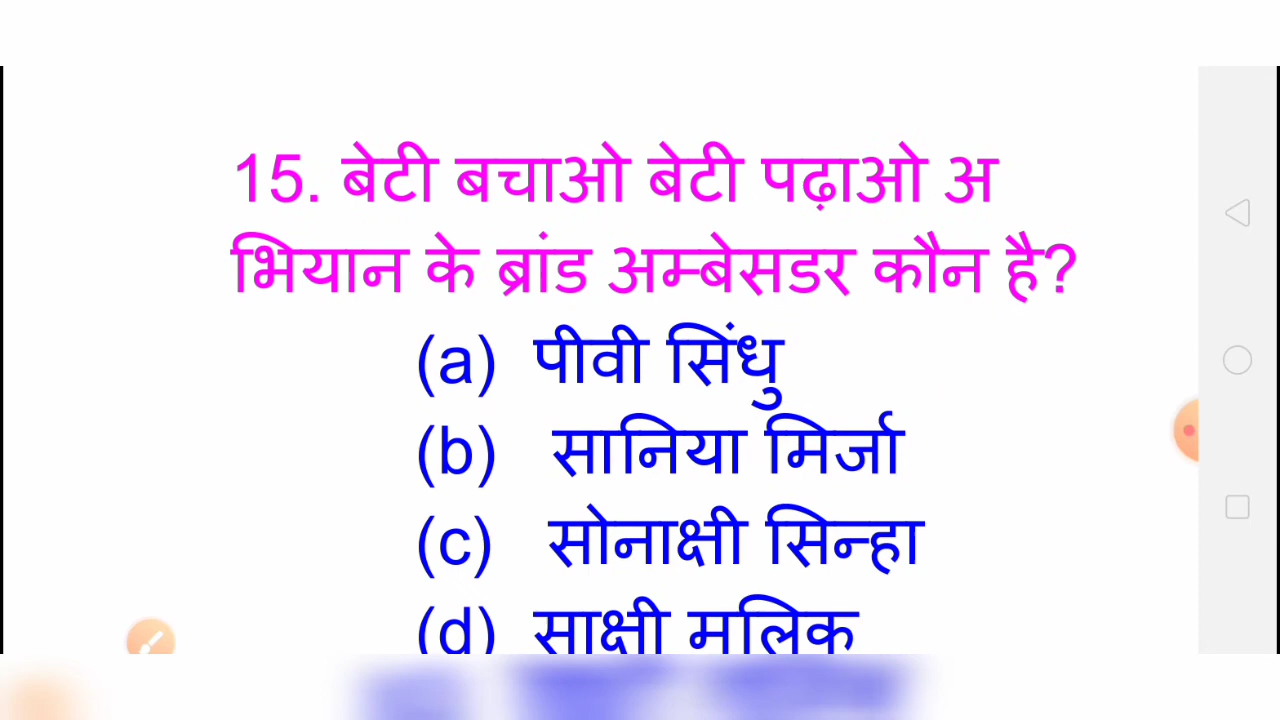 15. बेटी बचाओ बेटी पढ़ाओ अ
भियान के ब्रांड अम्बेसडर कौन है?
(a) पीवी सिंधु
(b) सानिया मिर्जा
(c) सोनाक्षी सिन्हा
(d) साक्षी मलिक